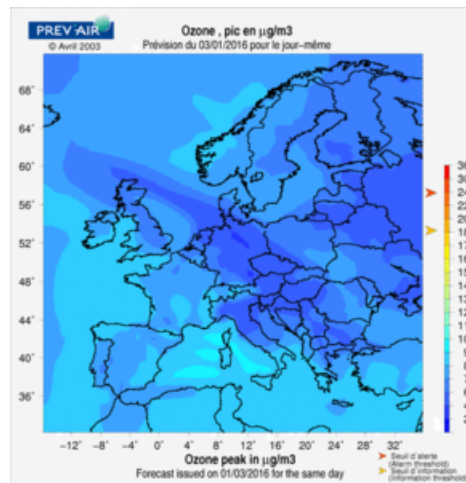 PREV'AIR
© Avril 2003
Ozone , pic en µg/m3
Prévision du 03/01/2016 pour le jour-même
68°
64°
60°
56°
52°
48°
44°
40°
36°
-12° -8° -4° 0° 4° 8° 12° 16° 20° 24° 28° 32°
Ozone peak in µg/m3
Forecast issued on 01/03/2016 for the same day
Seuil d'alerte
(Alarm threshold)
Seuil d'information
(Information threshold)